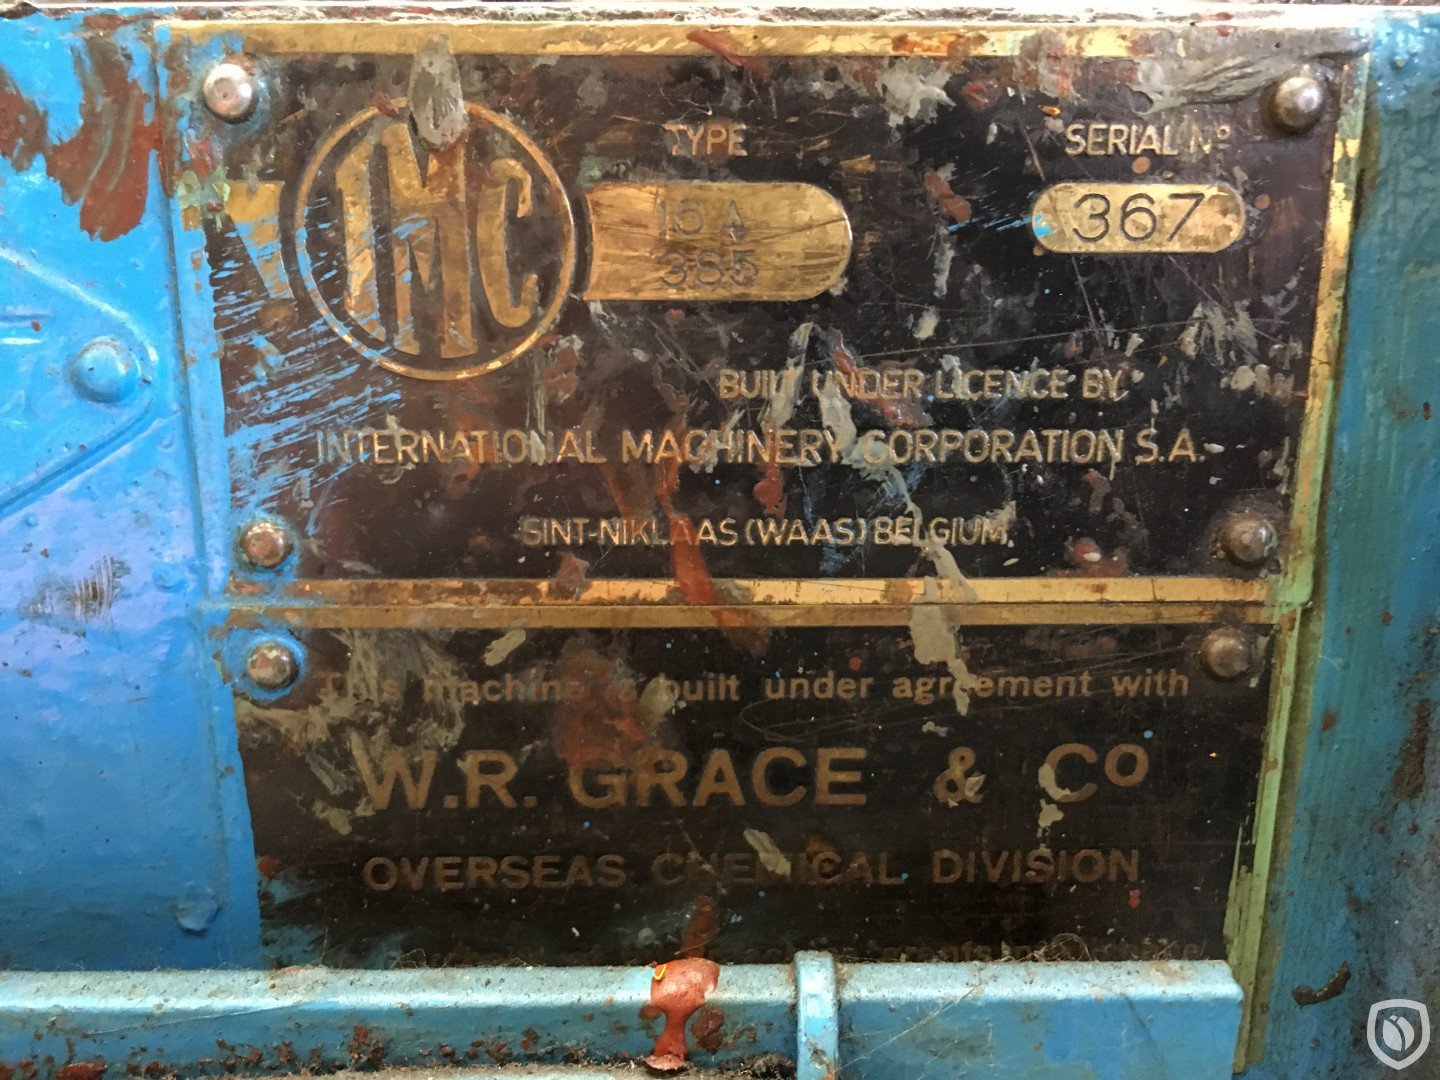 IMC
TYPE
SERIAL Nº
16 A
385
367
BUILT UNDER LICENCE BY
INTERNATIONAL MACHINERY CORPORATION S.A.
SINT-NIKLAAS (WAAS) BELGIUM.
This machine is built under agreement with
W.R. GRACE & Cº
OVERSEAS CHEMICAL DIVISION